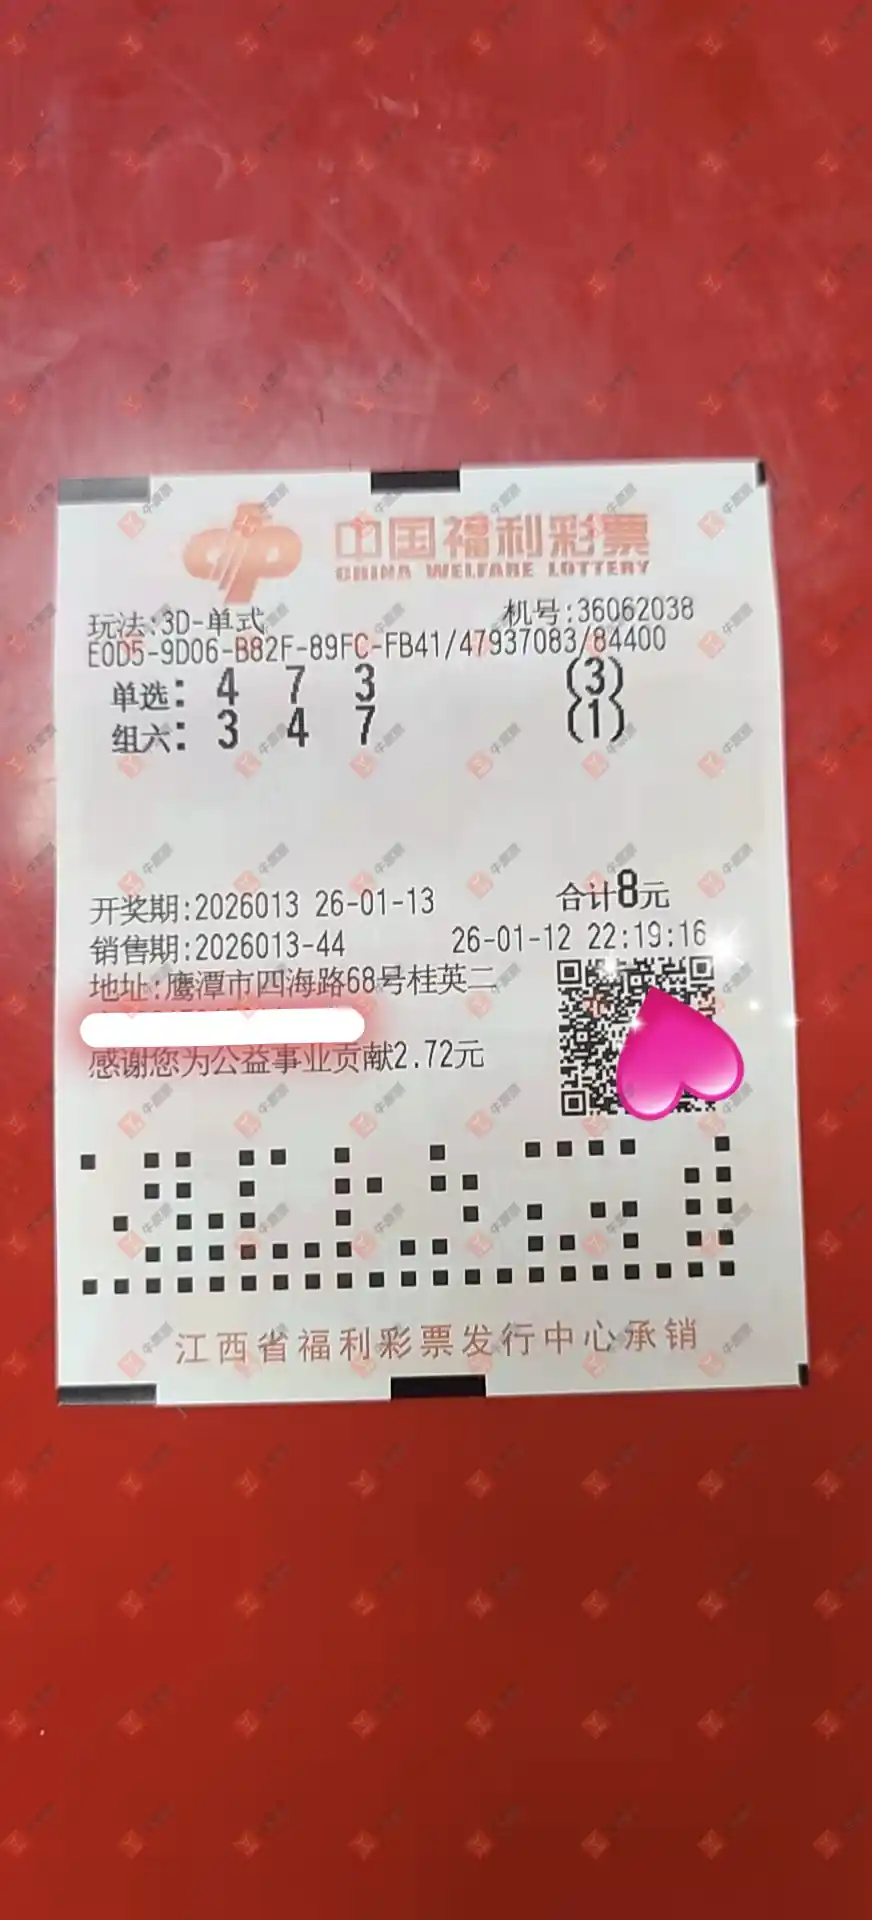 中国福利彩票
CHINA WELFARE LOTTERY
玩法:3D-单式 机号:36062038
E0D5-9D06-B82F-89FC-FB41/47937083/84400
单选: 4 7 3 (3)
组六: 3 4 7 (1)
开奖期:2026013 26-01-13 合计8元
销售期:2026013-44 26-01-12 22:19:16
地址:鹰潭市四海路68号桂英二
感谢您为公益事业贡献2.72元
江西省福利彩票发行中心承销